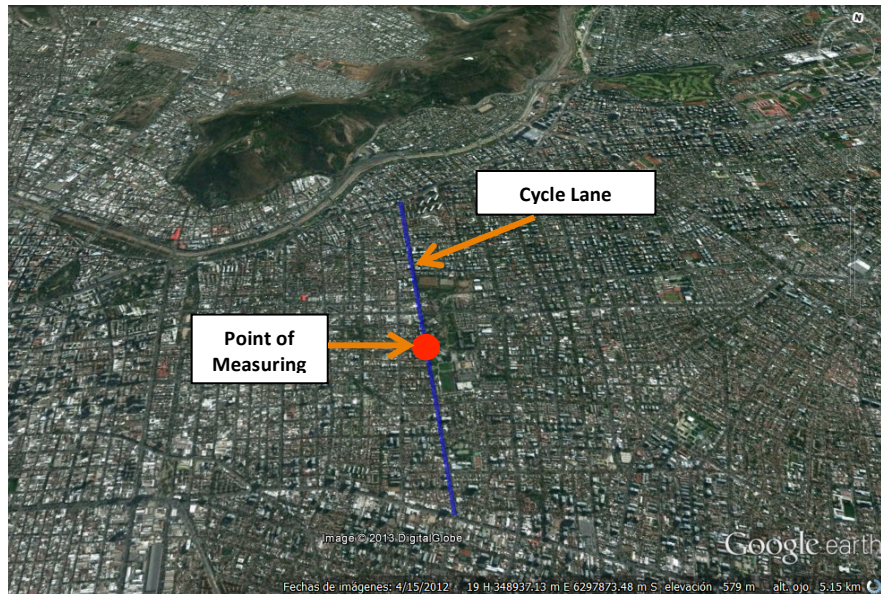 N
Cycle Lane
Point of
Measuring
Image © 2013 DigitalGlobe
Google earth
Fechas de imágenes: 4/15/2012 19 H 348937.13 m E 6297873.48 m S elevación 579 m alt. ojo 5.15 km